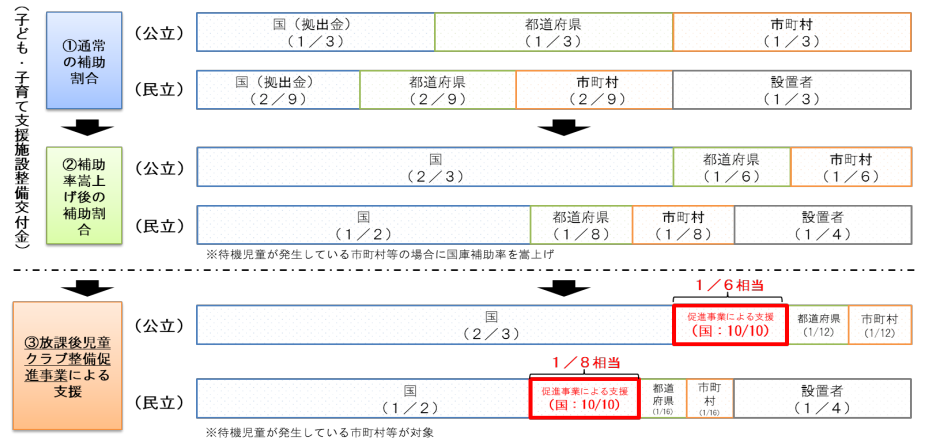 （子ども・子育て支援施設整備交付金）
①通常
の補助
割合
（公立）
国（拠出金）
（１／３）
都道府県
（１／３）
市町村
（１／３）
（民立）
国（拠出金）
（２／９）
都道府県
（２／９）
市町村
（２／９）
設置者
（１／３）
②補助
率嵩上
げ後の
補助割
合
（公立）
国
（２／３）
都道府県
（１／６）
市町村
（１／６）
（民立）
国
（１／２）
都道府県
（１／８）
市町村
（１／８）
設置者
（１／４）
※待機児童が発生している市町村等の場合に国庫補助率を嵩上げ
③放課後児童
クラブ整備促
進事業による
支援
１／６相当
（公立）
国
（２／３）
促進事業による支援
（国：10/10）
都道府県
（1/12）
市町村
（1/12）
１／８相当
（民立）
国
（１／２）
促進事業による支援
（国：10/10）
都道
府県
（1/16）
市町
村
（1/16）
設置者
（１／４）
※待機児童が発生している市町村等が対象